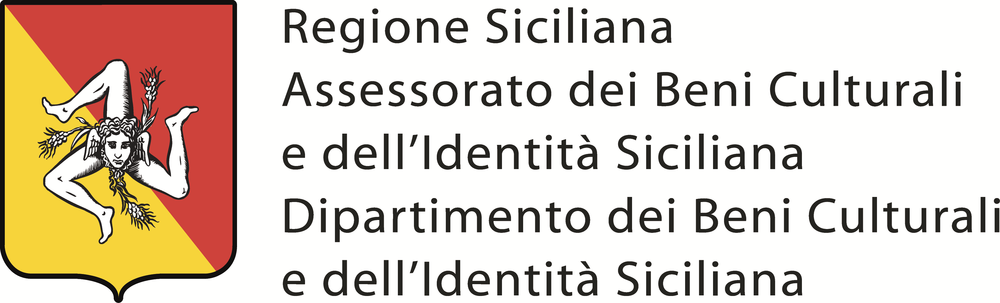 Regione Siciliana
Assessorato dei Beni Culturali
e dell’Identità Siciliana
Dipartimento dei Beni Culturali
e dell’Identità Siciliana